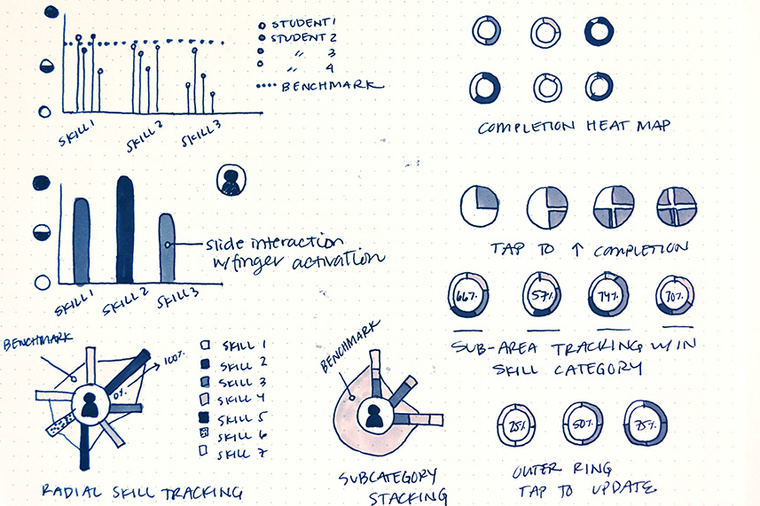 STUDENT 1
STUDENT 2
" 3
" 4
BENCHMARK
SKILL 1
SKILL 2
SKILL 3
COMPLETION HEAT MAP
slide interaction
w/finger activation
SKILL 1
SKILL 2
SKILL 3
TAP TO ↑ COMPLETION
66%
57%
74%
70%
SUB-AREA TRACKING W/IN
SKILL CATEGORY
BENCHMARK
100%
0%
SKILL 1
SKILL 2
SKILL 3
SKILL 4
SKILL 5
SKILL 6
SKILL 7
RADIAL SKILL TRACKING
BENCHMARK
SUBCATEGORY
STACKING
25%
50%
75%
OUTER RING
TAP TO UPDATE